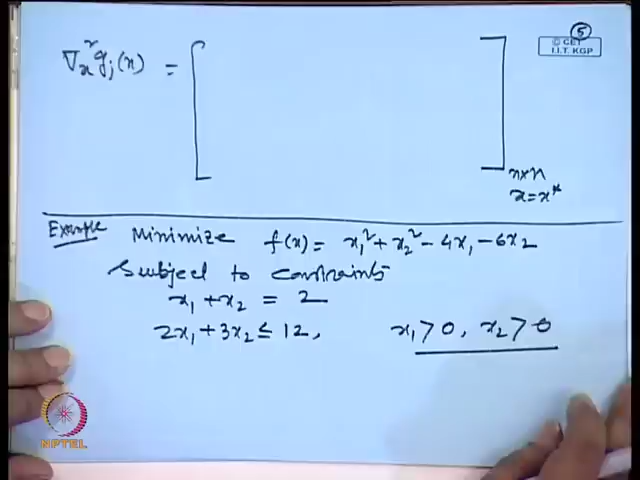 5
© CET
I.I.T. KGP
∇ₓ² gⱼ(x) = [ ]
n×n
x = x*
Example Minimize f(x) = x₁² + x₂² - 4x₁ - 6x₂
Subject to constraints
x₁ + x₂ = 2
2x₁ + 3x₂ ≤ 12, x₁ > 0, x₂ > 0
NPTEL